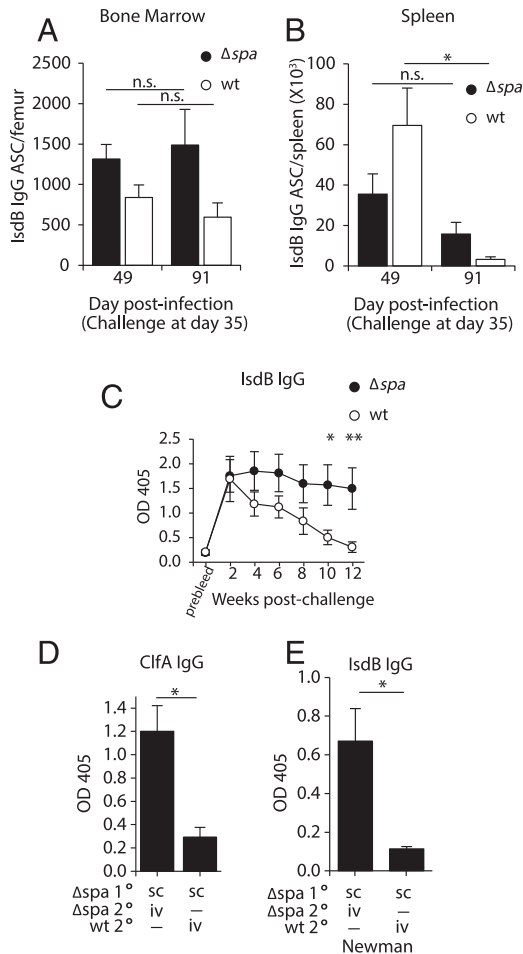 A
Bone Marrow
Δspa
wt
n.s.
n.s.
IsdB IgG ASC/femur
2500
2000
1500
1000
500
0
49
91
Day post-infection
(Challenge at day 35)
B
Spleen
Δspa
wt
*
n.s.
IsdB IgG ASC/spleen (X10³)
100
80
60
40
20
0
49
91
Day post-infection
(Challenge at day 35)
C
IsdB IgG
Δspa
wt
* **
OD 405
2.5
2.0
1.5
1.0
0.5
0.0
prebleed
2 4 6 8 10 12
Weeks post-challenge
D
ClfA IgG
*
OD 405
1.4
1.2
1.0
0.8
0.6
0.4
0.2
0.0
Δspa 1° sc sc
Δspa 2° iv –
wt 2° – iv
E
IsdB IgG
*
OD 405
1.0
0.8
0.6
0.4
0.2
0.0
Δspa 1° sc sc
Δspa 2° iv –
wt 2° – iv
Newman